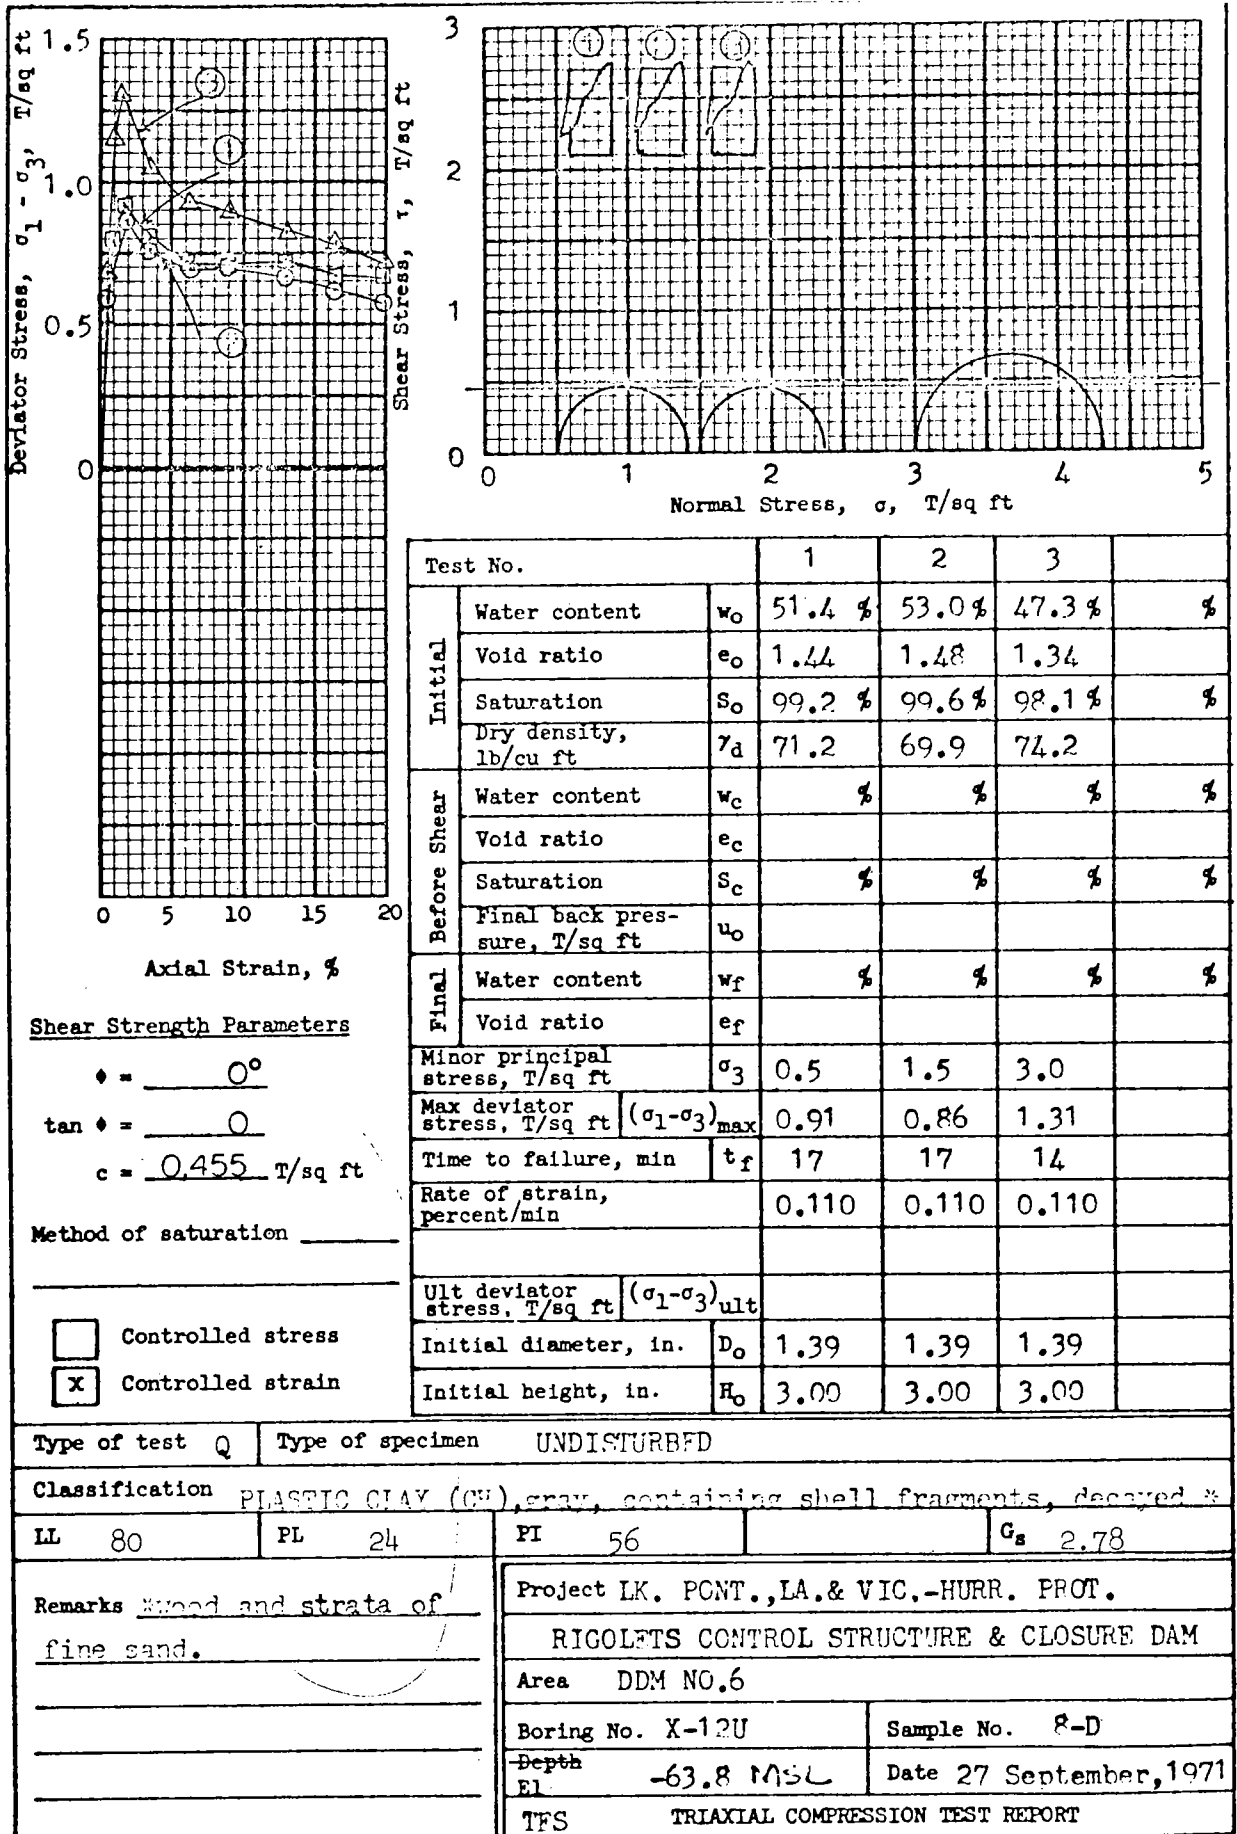 Deviator Stress, σ1 - σ3, T/sq ft
1.5
1.0
0.5
0
0 5 10 15 20
Axial Strain, %
Shear Stress, τ, T/sq ft
3
2
1
0
0 1 2 3 4 5
Normal Stress, σ, T/sq ft
Shear Strength Parameters
φ = 0°
tan φ = 0
c = 0.455 T/sq ft
Method of saturation
Controlled stress
X Controlled strain
Test No. 1 2 3
Initial
Water content wo 51.4 % 53.0 % 47.3 % %
Void ratio eo 1.44 1.48 1.34
Saturation So 99.2 % 99.6 % 98.1 % %
Dry density, lb/cu ft γd 71.2 69.9 74.2
Before Shear
Water content wc % % % %
Void ratio ec
Saturation Sc % % % %
Final back pres-
sure, T/sq ft uo
Final
Water content wf % % % %
Void ratio ef
Minor principal
stress, T/sq ft σ3 0.5 1.5 3.0
Max deviator
stress, T/sq ft (σ1-σ3)max 0.91 0.86 1.31
Time to failure, min tf 17 17 14
Rate of strain,
percent/min 0.110 0.110 0.110
Ult deviator
stress, T/sq ft (σ1-σ3)ult
Initial diameter, in. Do 1.39 1.39 1.39
Initial height, in. Ho 3.00 3.00 3.00
Type of test Q Type of specimen UNDISTURBED
Classification PLASTIC CLAY (CH), gray, containing shell fragments, decayed *
LL 80 PL 24 PI 56 Gs 2.78
Remarks *wood and strata of
fine sand.
Project LK. PONT.,LA.& VIC.-HURR. PROT.
RIGOLETS CONTROL STRUCTURE & CLOSURE DAM
Area DDM NO.6
Boring No. X-12U Sample No. 8-D
Depth
El -63.8 MSL Date 27 September, 1971
TFS TRIAXIAL COMPRESSION TEST REPORT